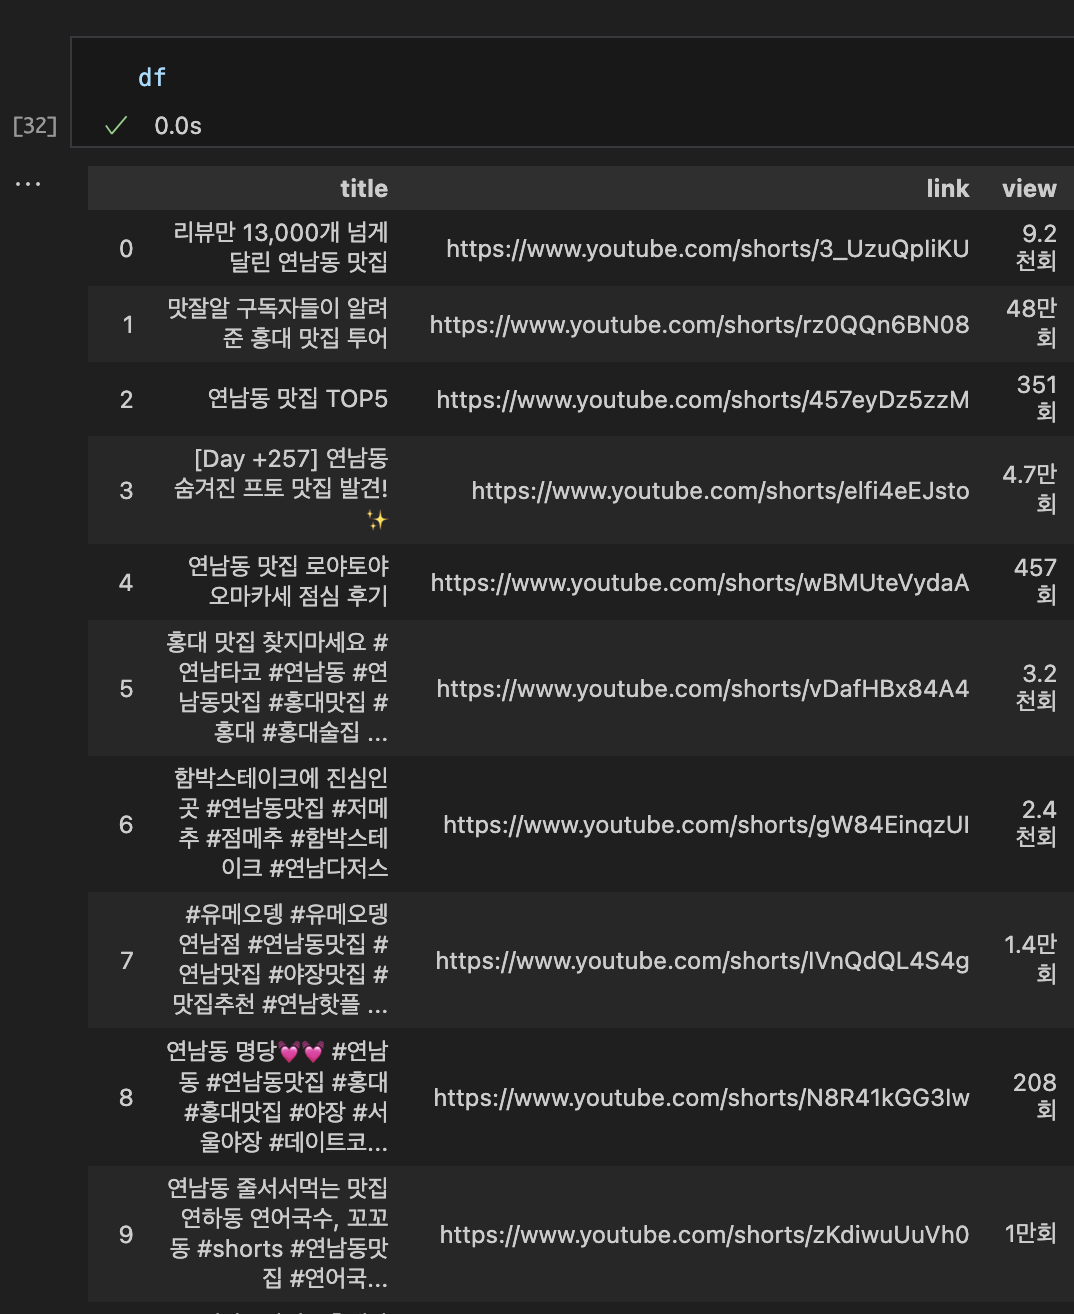 df
[32]
0.0s
...
title link view
0 리뷰만 13,000개 넘게 https://www.youtube.com/shorts/3_UzuQpIiKU 9.2
달린 연남동 맛집 천회
1 맛잘알 구독자들이 알려 https://www.youtube.com/shorts/rz0QQn6BN08 48만
준 홍대 맛집 투어 회
2 연남동 맛집 TOP5 https://www.youtube.com/shorts/457eyDz5zzM 351
회
[Day +257] 연남동
3 숨겨진 프토 맛집 발견! https://www.youtube.com/shorts/elfi4eEJsto 4.7만
✨ 회
4 연남동 맛집 로야토야 https://www.youtube.com/shorts/wBMUteVydaA 457
오마카세 점심 후기 회
홍대 맛집 찾지마세요 #
5 연남타코 #연남동 #연 https://www.youtube.com/shorts/vDafHBx84A4 3.2
남동맛집 #홍대맛집 # 천회
홍대 #홍대술집 ...
함박스테이크에 진심인
6 곳 #연남동맛집 #저메 https://www.youtube.com/shorts/gW84EinqzUI 2.4
추 #점메추 #함박스테 천회
이크 #연남다저스
#유메오뎅 #유메오뎅
7 연남점 #연남동맛집 # https://www.youtube.com/shorts/IVnQdQL4S4g 1.4만
연남맛집 #야장맛집 # 회
맛집추천 #연남핫플 ...
연남동 명당💓💓 #연남
8 동 #연남동맛집 #홍대 https://www.youtube.com/shorts/N8R41kGG3Iw 208
#홍대맛집 #야장 #서 회
울야장 #데이트코...
연남동 줄서서먹는 맛집
9 연하동 연어국수, 꼬꼬 https://www.youtube.com/shorts/zKdiwuUuVh0 1만회
동 #shorts #연남동맛
집 #연어국...